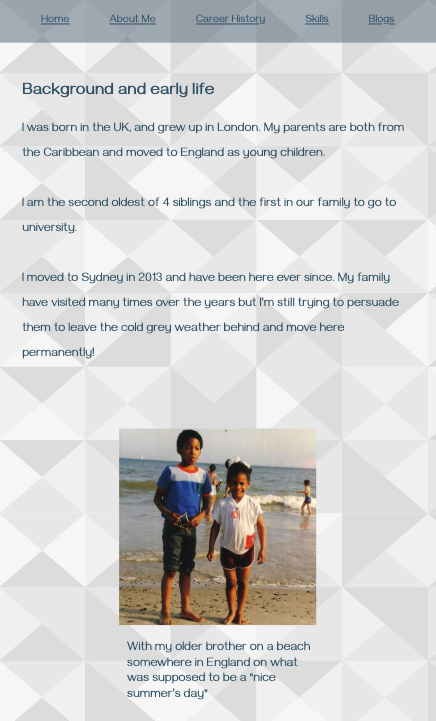 Home About Me Career History Skills Blogs
Background and early life
I was born in the UK, and grew up in London. My parents are both from
the Caribbean and moved to England as young children.
I am the second oldest of 4 siblings and the first in our family to go to
university.
I moved to Sydney in 2013 and have been here ever since. My family
have visited many times over the years but I'm still trying to persuade
them to leave the cold grey weather behind and move here
permanently!
With my older brother on a beach
somewhere in England on what
was supposed to be a "nice
summer's day"